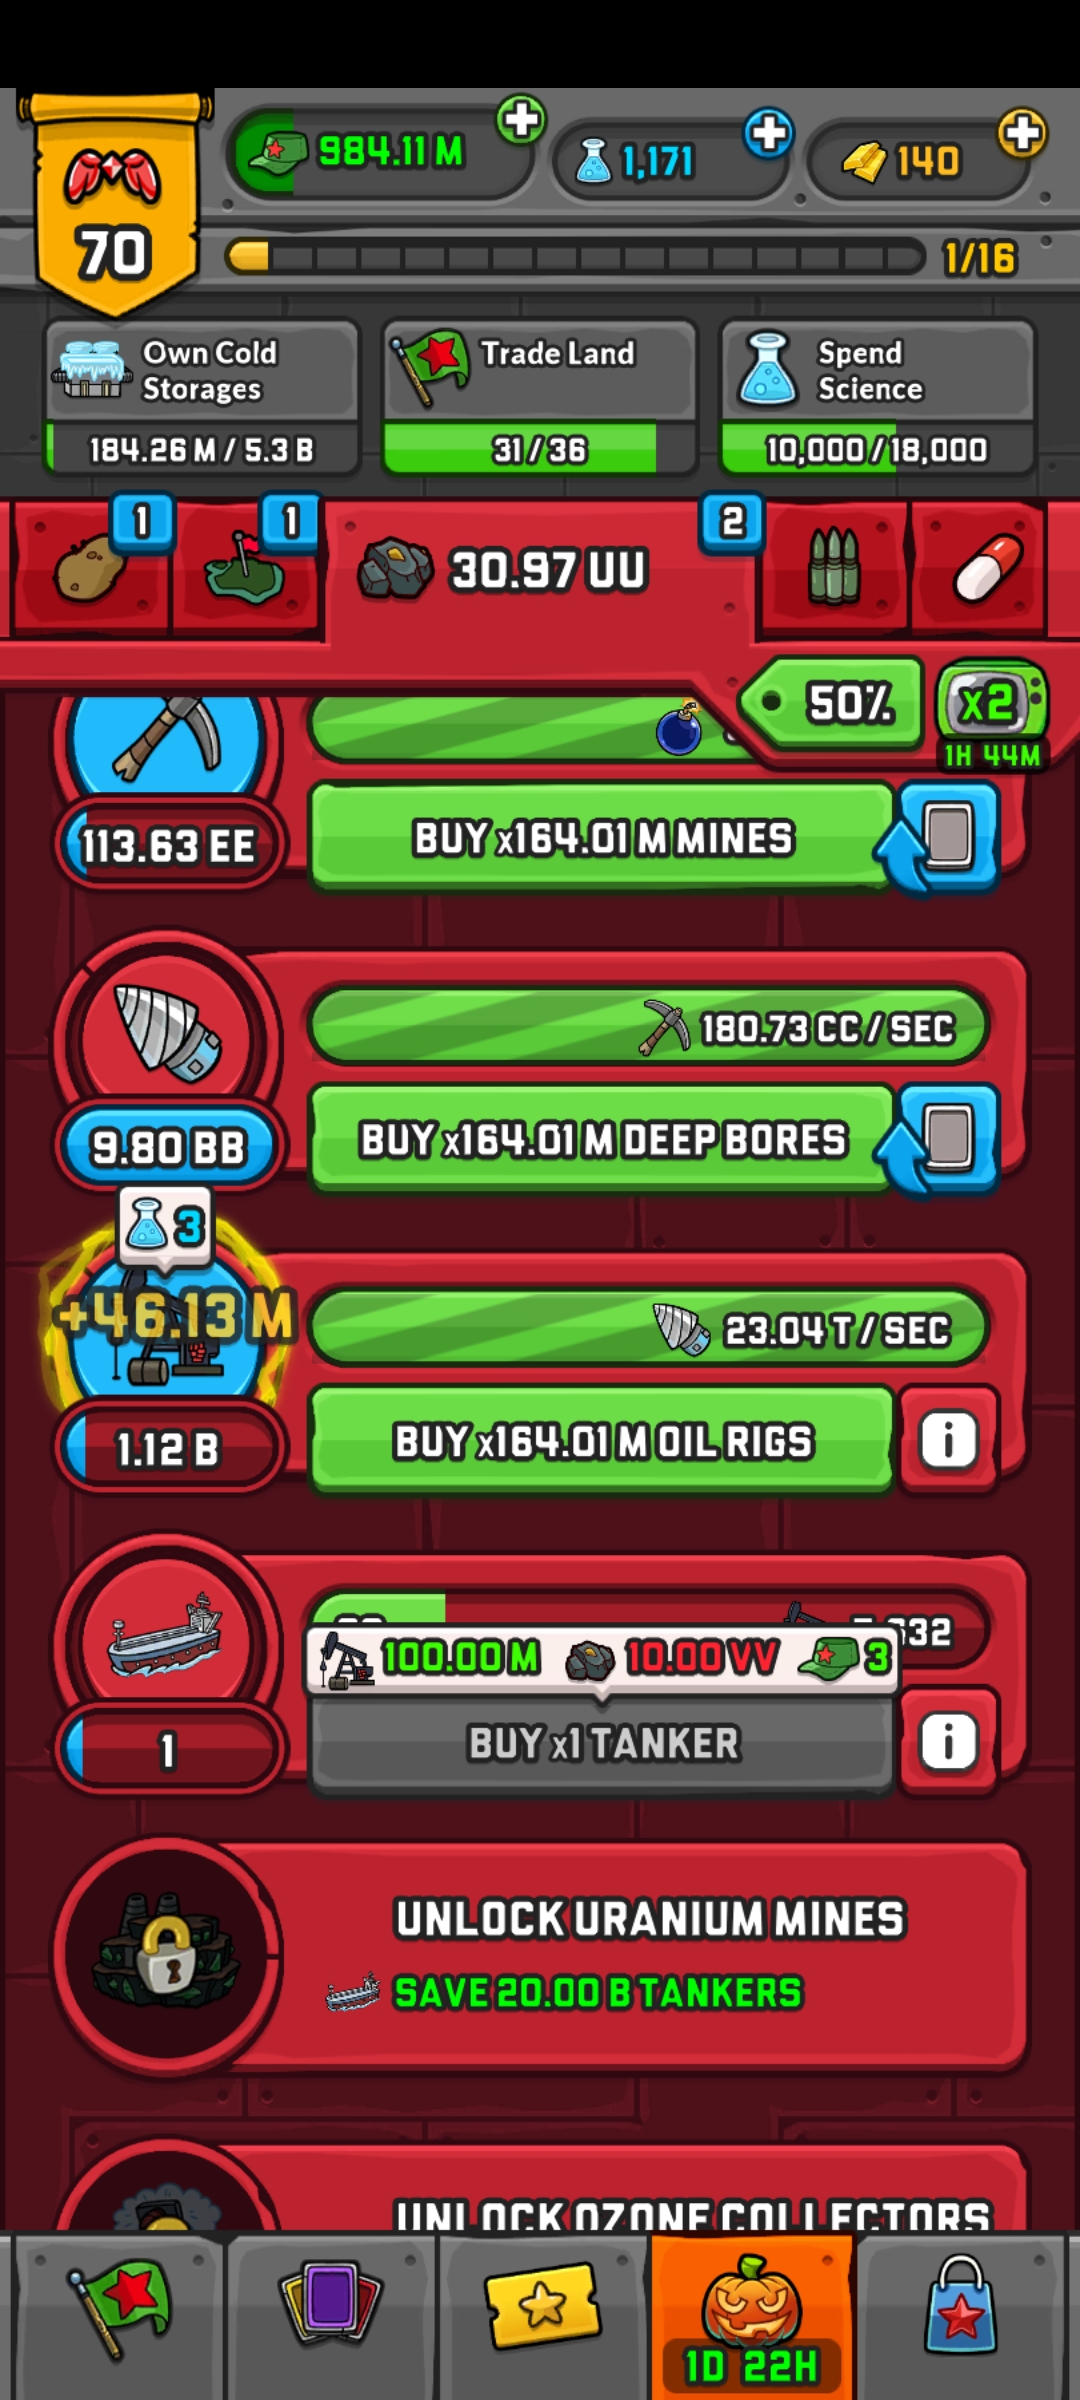 984.11 M
1,171
140
70
1/16
Own Cold
Storages
184.26 M / 5.3 B
Trade Land
31 / 36
Spend
Science
10,000 / 18,000
1
1
30.97 UU
2
50%
x2
1H 44M
113.63 EE
BUY x164.01 M MINES
180.73 CC / SEC
9.80 BB
BUY x164.01 M DEEP BORES
3
+46.13 M
23.04 T / SEC
1.12 B
BUY x164.01 M OIL RIGS
i
100.00 M
10.00 VV
3
1
BUY x1 TANKER
i
UNLOCK URANIUM MINES
SAVE 20.00 B TANKERS
UNLOCK OZONE COLLECTORS
1D 22H